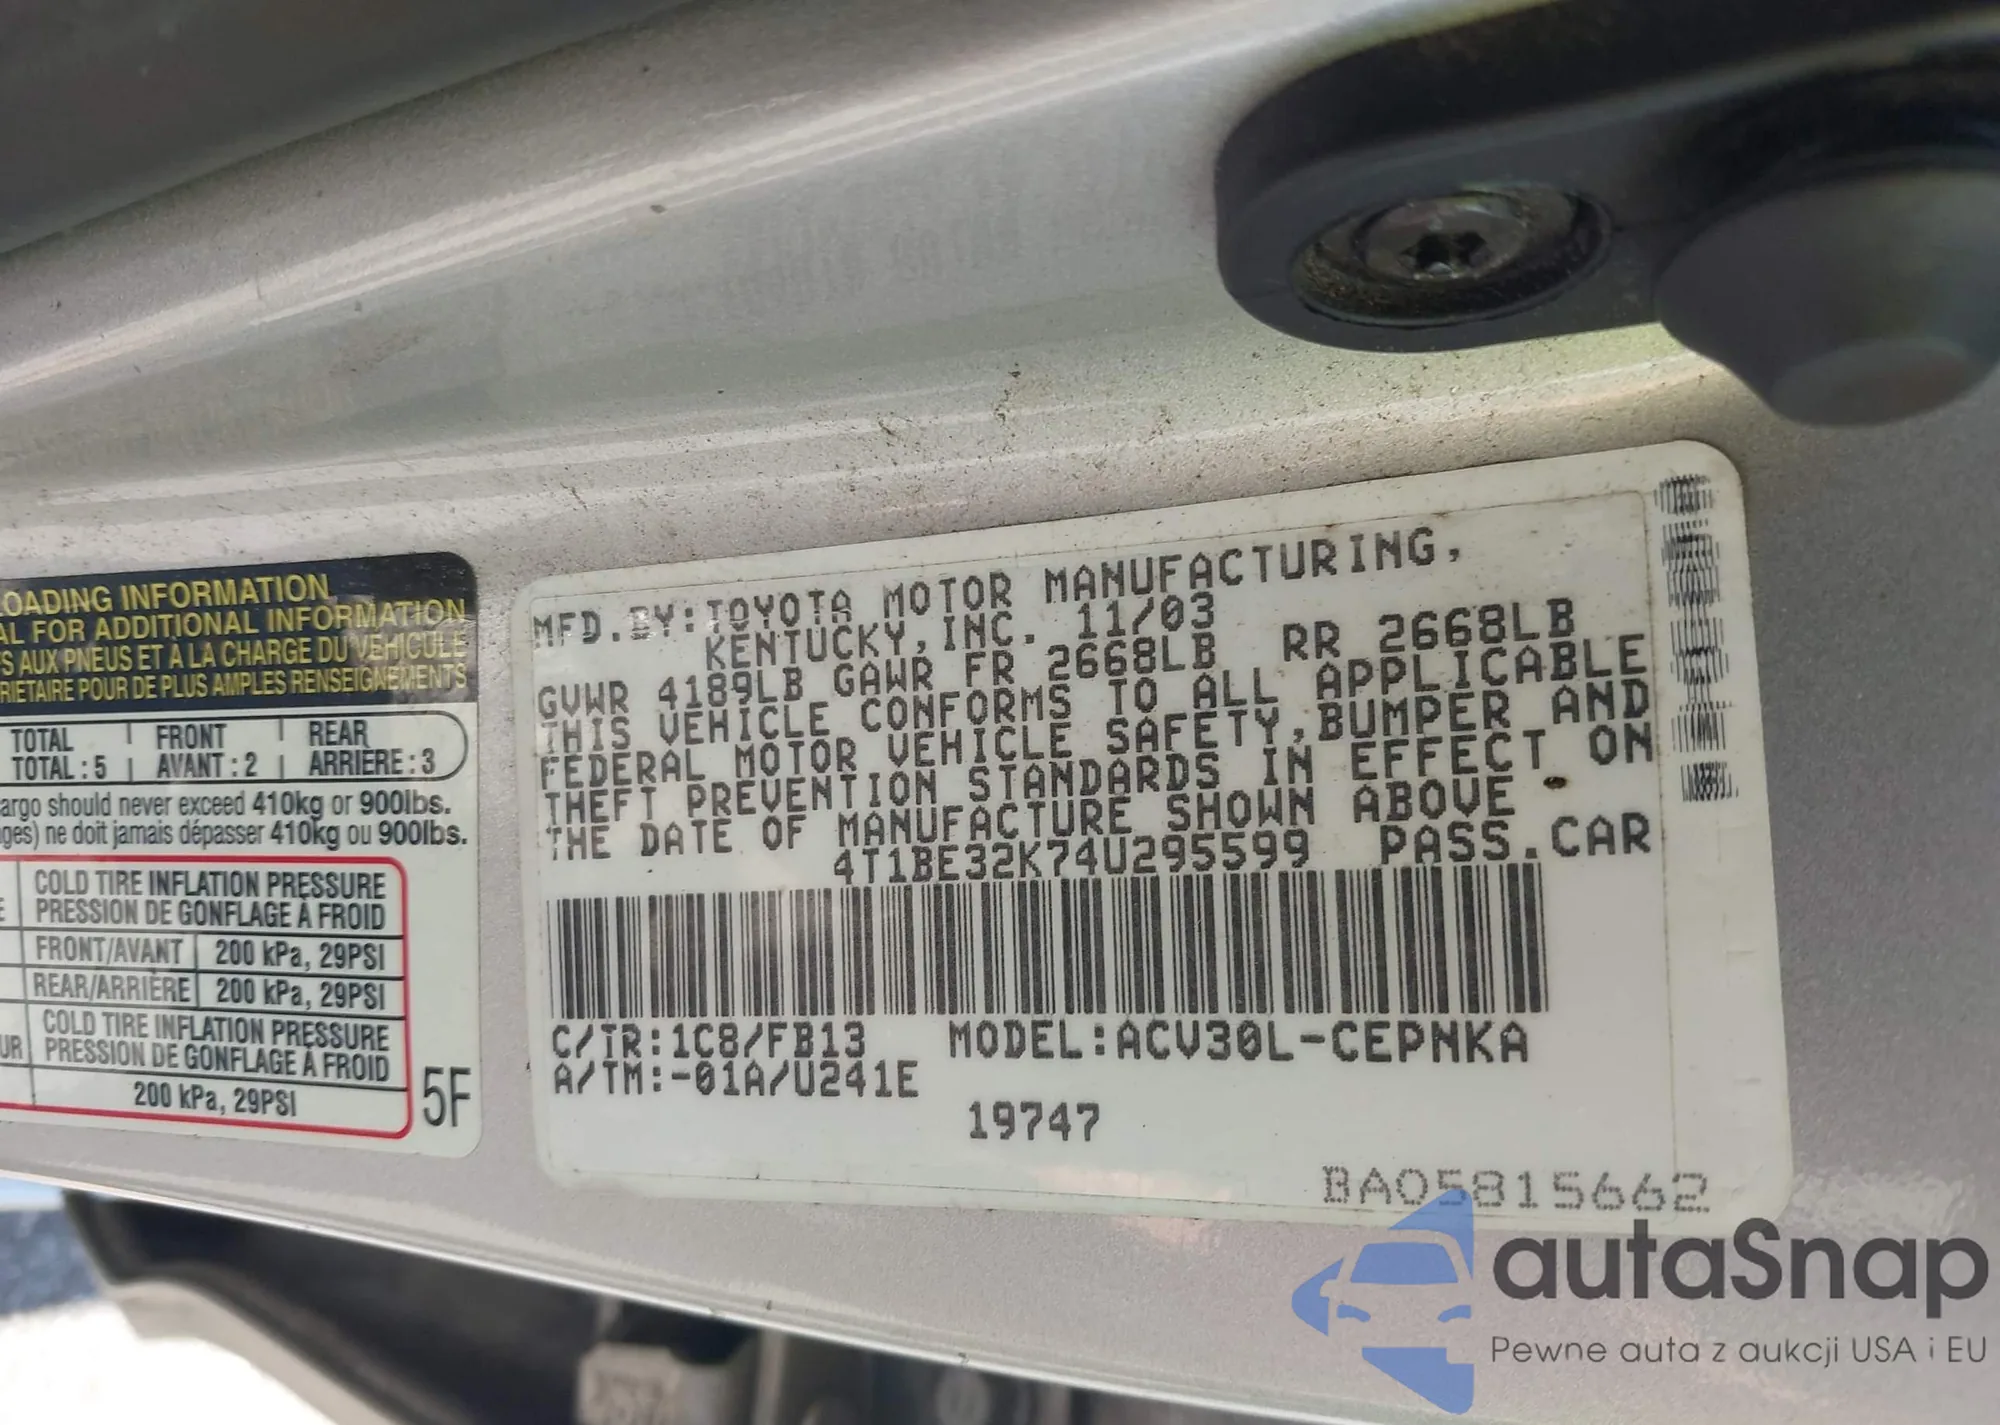 LOADING INFORMATION
AL FOR ADDITIONAL INFORMATION
S AUX PNEUS ET À LA CHARGE DU VÉHICULE
RIETAIRE POUR DE PLUS AMPLES RENSEIGNEMENTS
TOTAL FRONT REAR
TOTAL : 5 AVANT : 2 ARRIÈRE : 3
argo should never exceed 410kg or 900lbs.
ges) ne doit jamais dépasser 410kg ou 900lbs.
COLD TIRE INFLATION PRESSURE
PRESSION DE GONFLAGE À FROID
FRONT/AVANT 200 kPa, 29PSI
REAR/ARRIÈRE 200 kPa, 29PSI
COLD TIRE INFLATION PRESSURE
UR PRESSION DE GONFLAGE À FROID
200 kPa, 29PSI
5F
MFD.BY:TOYOTA MOTOR MANUFACTURING,
KENTUCKY,INC. 11/03
GVWR 4189LB GAWR FR 2668LB RR 2668LB
THIS VEHICLE CONFORMS TO ALL APPLICABLE
FEDERAL MOTOR VEHICLE SAFETY,BUMPER AND
THEFT PREVENTION STANDARDS IN EFFECT ON
THE DATE OF MANUFACTURE SHOWN ABOVE
4T1BE32K74U295599 PASS.CAR
C/TR:1C8/FB13 MODEL:ACV30L-CEPNKA
A/TM:-01A/U241E
19747
BA05815662
autaSnap
Pewne auta z aukcji USA i EU